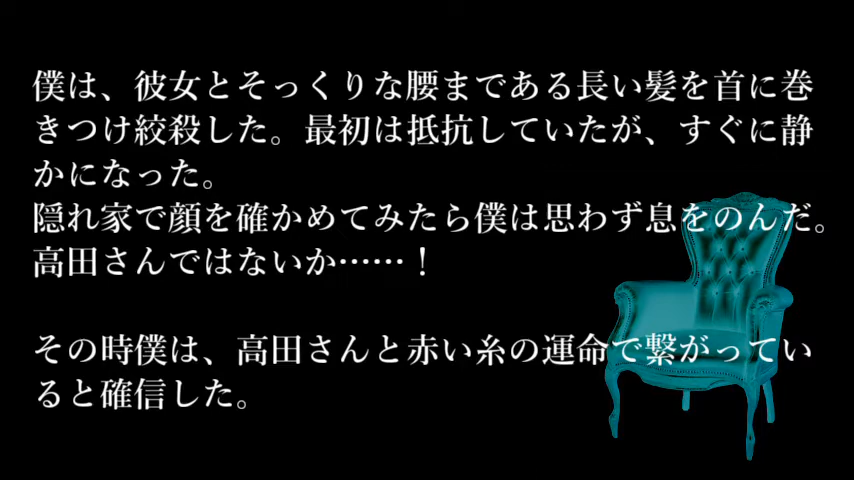 僕は、彼女とそっくりな腰まである長い髪を首に巻
きつけ絞殺した。最初は抵抗していたが、すぐに静
かになった。
隠れ家で顔を確かめてみたら僕は思わず息をのんだ。
高田さんではないか……！
その時僕は、高田さんと赤い糸の運命で繋がってい
ると確信した。